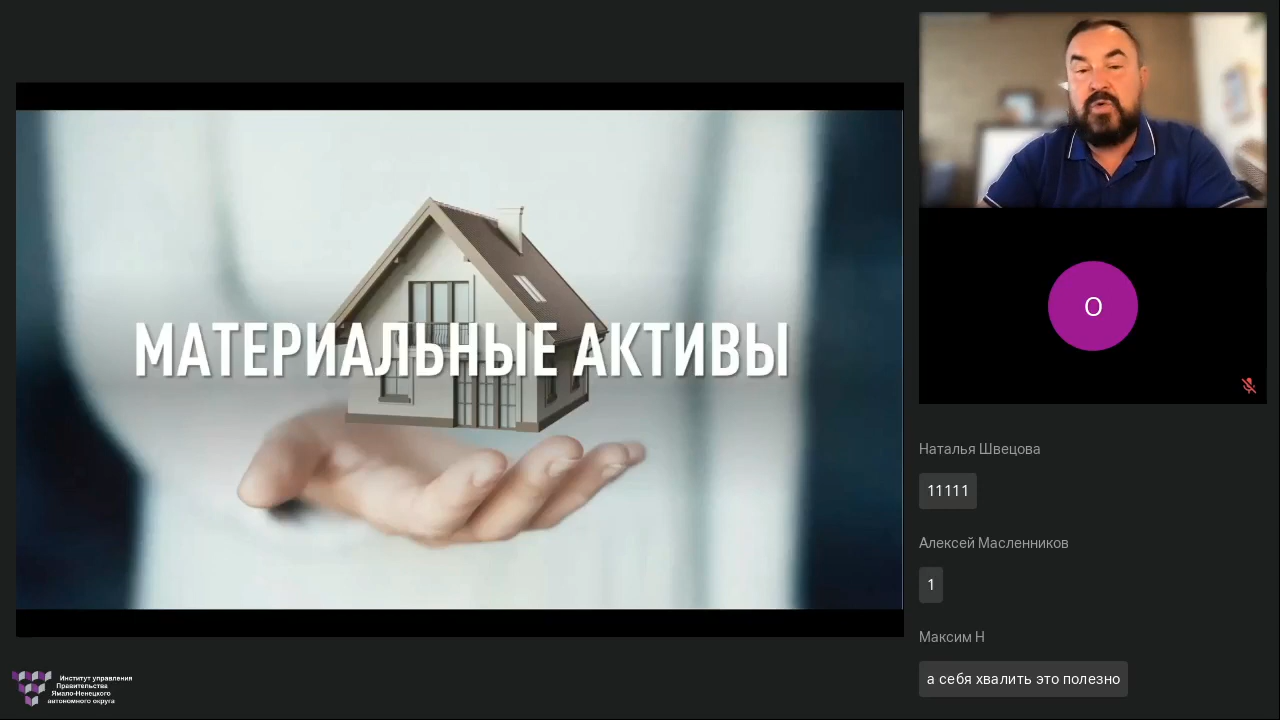 МАТЕРИАЛЬНЫЕ АКТИВЫ
О
Наталья Швецова
11111
Алексей Масленников
1
Максим Н
а себя хвалить это полезно
Институт управления
Правительства
Ямало-Ненецкого
автономного округа